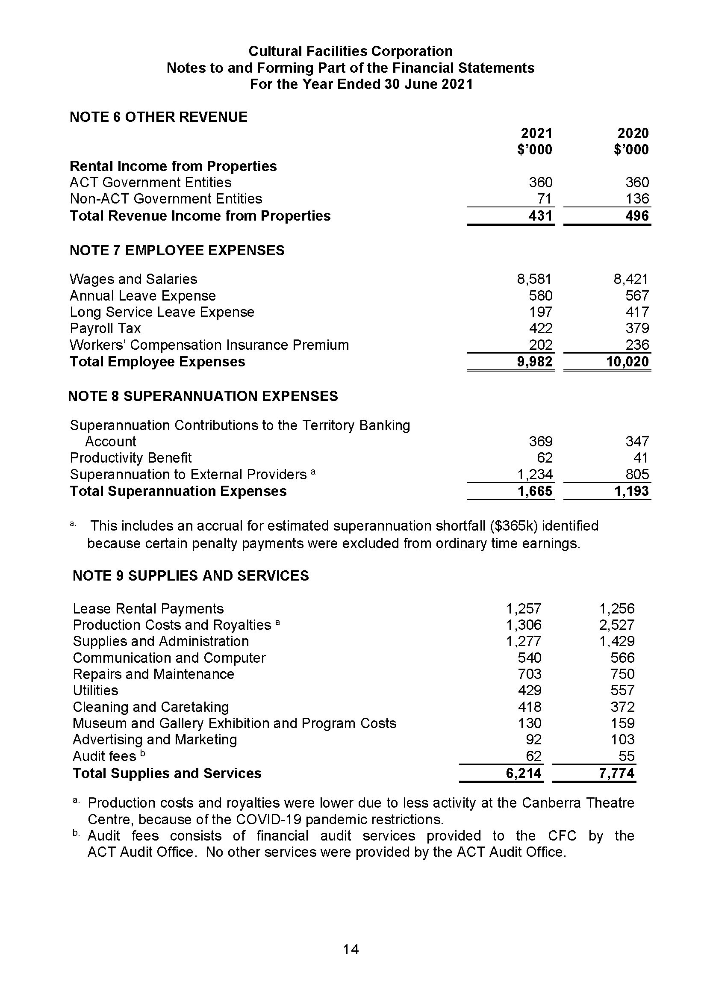 Cultural Facilities Corporation
Notes to and Forming Part of the Financial Statements
For the Year Ended 30 June 2021
NOTE 6 OTHER REVENUE
2021 2020
$’000 $’000
Rental Income from Properties
ACT Government Entities 360 360
Non-ACT Government Entities 71 136
Total Revenue Income from Properties 431 496
NOTE 7 EMPLOYEE EXPENSES
Wages and Salaries 8,581 8,421
Annual Leave Expense 580 567
Long Service Leave Expense 197 417
Payroll Tax 422 379
Workers’ Compensation Insurance Premium 202 236
Total Employee Expenses 9,982 10,020
NOTE 8 SUPERANNUATION EXPENSES
Superannuation Contributions to the Territory Banking
Account 369 347
Productivity Benefit 62 41
Superannuation to External Providers a 1,234 805
Total Superannuation Expenses 1,665 1,193
a. This includes an accrual for estimated superannuation shortfall ($365k) identified
because certain penalty payments were excluded from ordinary time earnings.
NOTE 9 SUPPLIES AND SERVICES
Lease Rental Payments 1,257 1,256
Production Costs and Royalties a 1,306 2,527
Supplies and Administration 1,277 1,429
Communication and Computer 540 566
Repairs and Maintenance 703 750
Utilities 429 557
Cleaning and Caretaking 418 372
Museum and Gallery Exhibition and Program Costs 130 159
Advertising and Marketing 92 103
Audit fees b 62 55
Total Supplies and Services 6,214 7,774
a. Production costs and royalties were lower due to less activity at the Canberra Theatre
Centre, because of the COVID-19 pandemic restrictions.
b. Audit fees consists of financial audit services provided to the CFC by the
ACT Audit Office. No other services were provided by the ACT Audit Office.
14